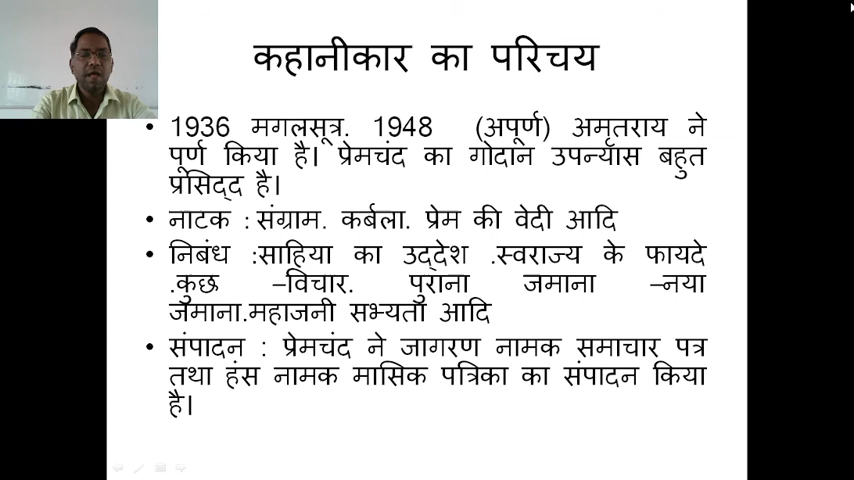 कहानीकार का परिचय
• 1936 मगलसूत्र. 1948 (अपूर्ण) अमृतराय ने
पूर्ण किया है। प्रेमचंद का गोदान उपन्यास बहुत
प्रसिद्द है।
• नाटक : संग्राम. कर्बला. प्रेम की वेदी आदि
• निबंध :साहिया का उद्देश .स्वराज्य के फायदे
.कुछ –विचार. पुराना जमाना –नया
जमाना.महाजनी सभ्यता आदि
• संपादन : प्रेमचंद ने जागरण नामक समाचार पत्र
तथा हंस नामक मासिक पत्रिका का संपादन किया
है।